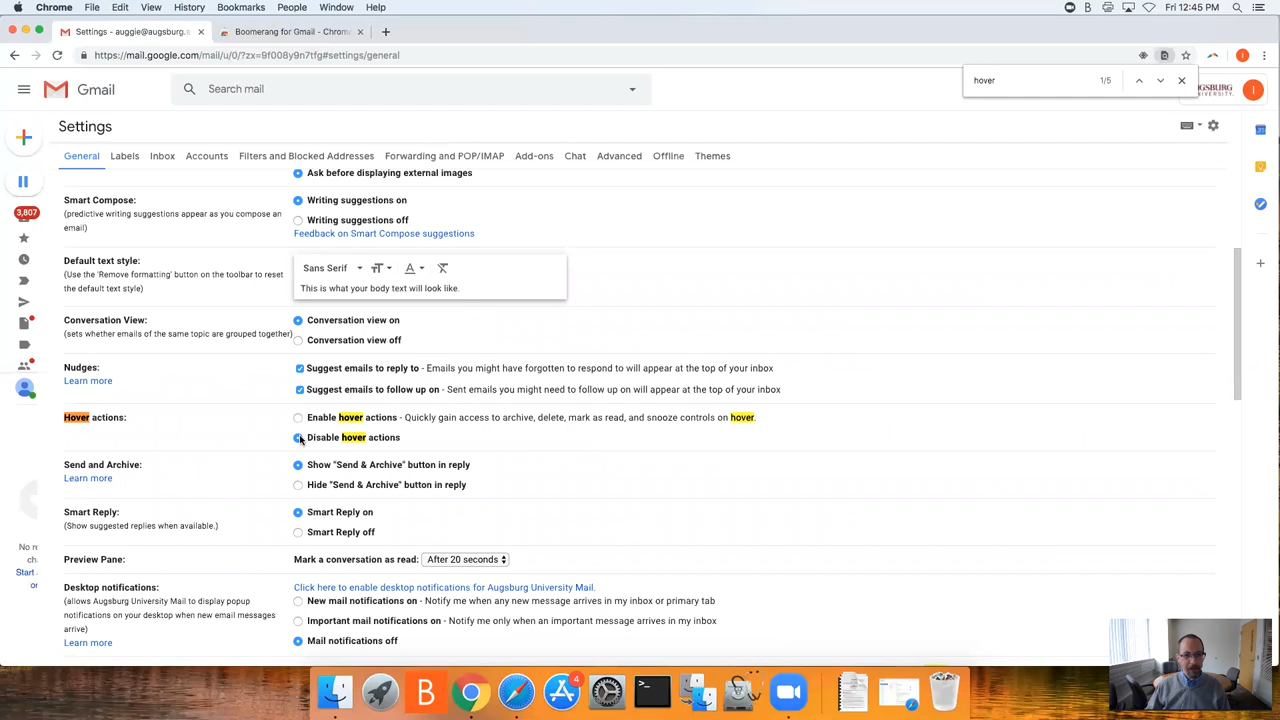 Chrome File Edit View History Bookmarks People Window Help
Fri 12:45 PM
Settings - auggie@augsburg.e
Boomerang for Gmail - Chrom
https://mail.google.com/mail/u/0/?zx=9f008y9n7tfg#settings/general
hover 1/5
Gmail
Search mail
UNIVERSITY
I
I
Settings
General Labels Inbox Accounts Filters and Blocked Addresses Forwarding and POP/IMAP Add-ons Chat Advanced Offline Themes
Ask before displaying external images
Smart Compose:
(predictive writing suggestions appear as you compose an
email)
Writing suggestions on
Writing suggestions off
Feedback on Smart Compose suggestions
3,807
Default text style:
(Use the 'Remove formatting' button on the toolbar to reset
the default text style)
Sans Serif
This is what your body text will look like.
Conversation View:
(sets whether emails of the same topic are grouped together)
Conversation view on
Conversation view off
Nudges:
Learn more
Suggest emails to reply to - Emails you might have forgotten to respond to will appear at the top of your inbox
Suggest emails to follow up on - Sent emails you might need to follow up on will appear at the top of your inbox
Hover actions:
Enable hover actions - Quickly gain access to archive, delete, mark as read, and snooze controls on hover.
Disable hover actions
Send and Archive:
Learn more
Show "Send & Archive" button in reply
Hide "Send & Archive" button in reply
Smart Reply:
(Show suggested replies when available.)
Smart Reply on
Smart Reply off
No r
ch
Start
or
Preview Pane:
Mark a conversation as read: After 20 seconds
Desktop notifications:
(allows Augsburg University Mail to display popup
notifications on your desktop when new email messages
arrive)
Learn more
Click here to enable desktop notifications for Augsburg University Mail.
New mail notifications on - Notify me when any new message arrives in my inbox or primary tab
Important mail notifications on - Notify me only when an important message arrives in my inbox
Mail notifications off
B
4